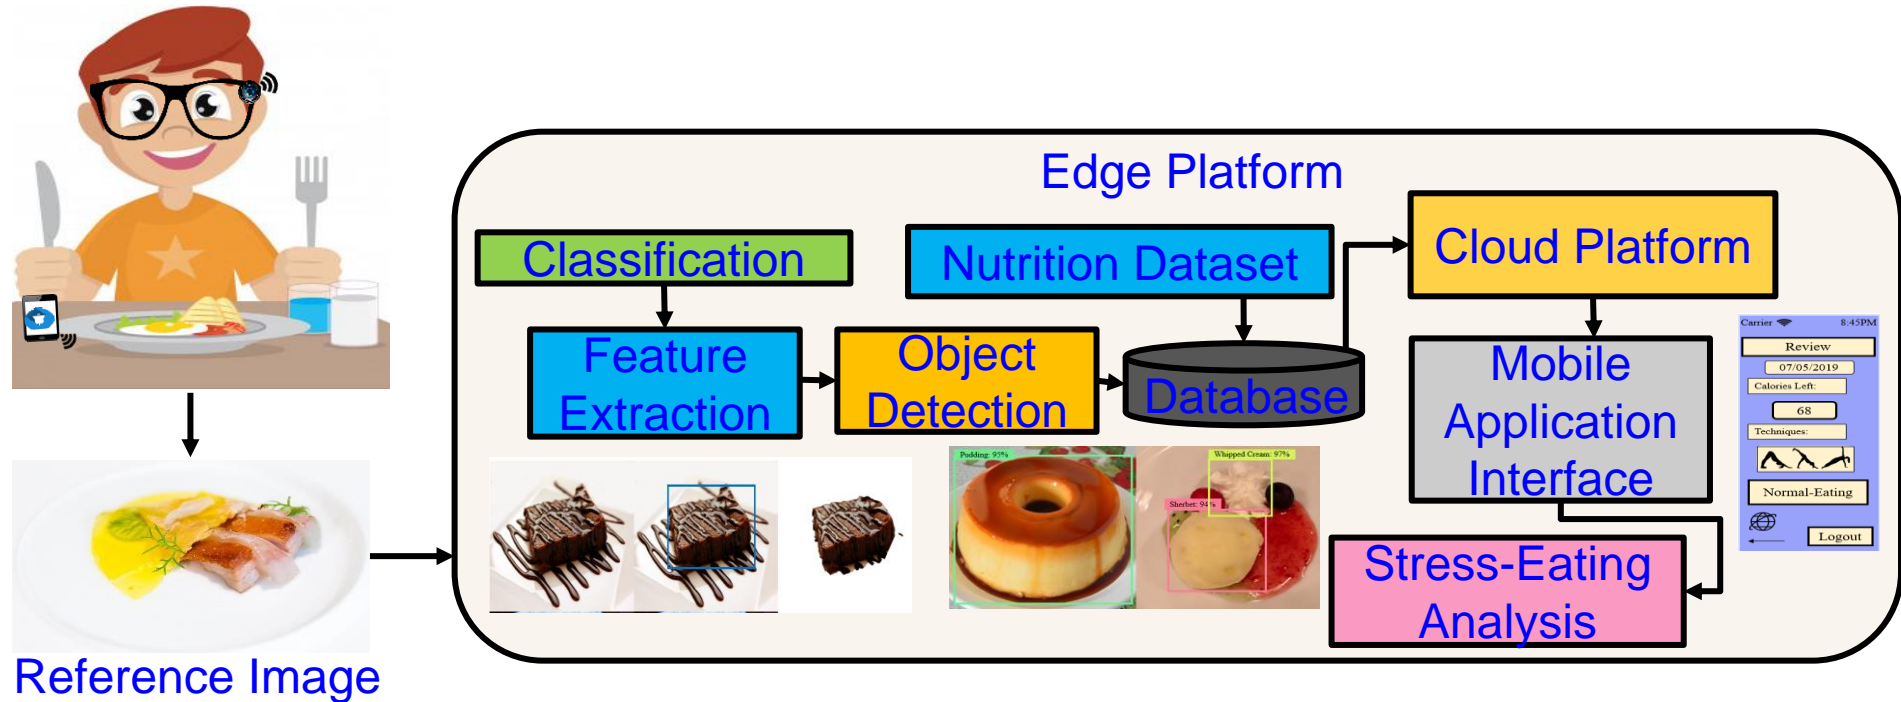 Edge Platform
Classification
Nutrition Dataset
Cloud Platform
Feature
Extraction
Object
Detection
Database
Mobile
Application
Interface
Stress-Eating
Analysis
Pudding: 95%
Whipped Cream: 97%
Sherbet: 94%
Carrier
8:45PM
Review
07/05/2019
Calories Left:
68
Techniques:
Normal-Eating
Logout
Reference Image